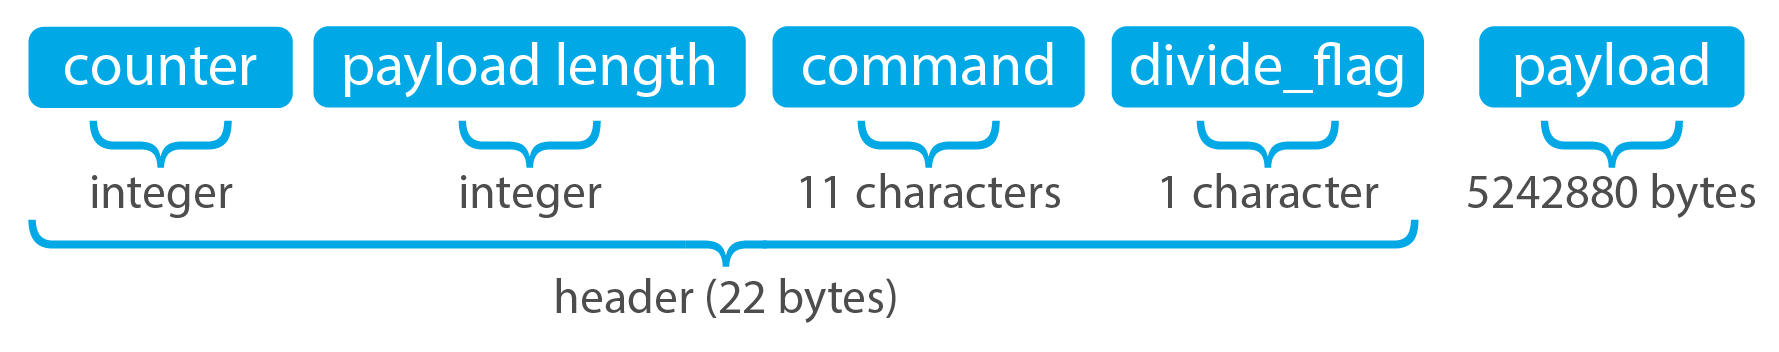 counter payload length command divide_flag payload
integer integer 11 characters 1 character 5242880 bytes
header (22 bytes)